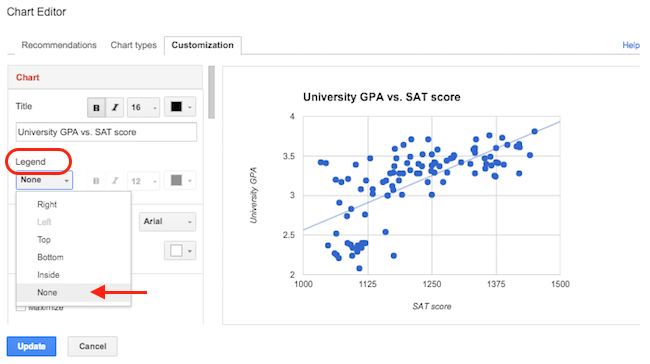 Chart Editor
Recommendations Chart types Customization Help
Chart
Title B I 16
University GPA vs. SAT score
Legend
None B I 12
Right
Left
Top
Bottom
Inside
None
Arial
Maximize
Update Cancel
University GPA vs. SAT score
University GPA
4
3.5
3
2.5
2
1000 1125 1250 1375 1500
SAT score